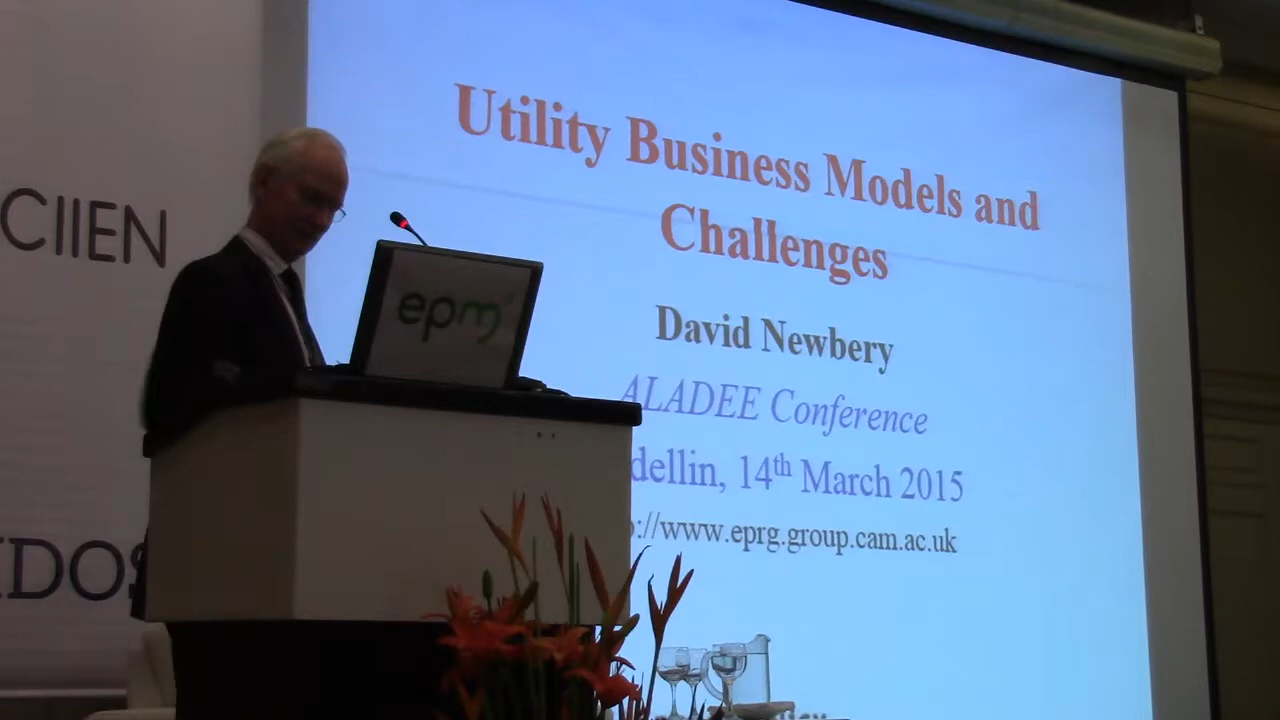 Utility Business Models and
Challenges
David Newbery
ALADEE Conference
dellin, 14th March 2015
://www.eprg.group.cam.ac.uk
CIIEN
epm
IDOS